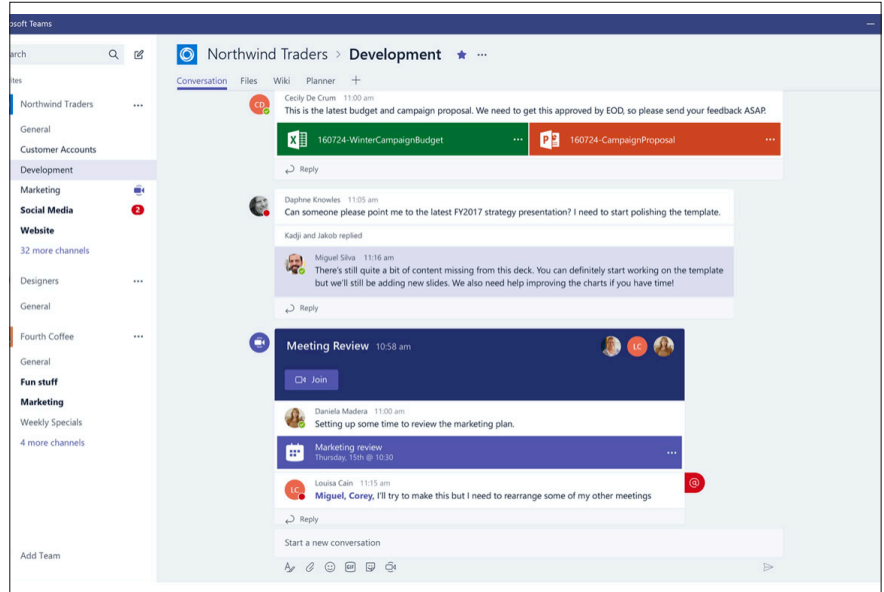 osoft Teams
arch
ites
Northwind Traders
General
Customer Accounts
Development
Marketing
Social Media 2
Website
32 more channels
Designers
General
Fourth Coffee
General
Fun stuff
Marketing
Weekly Specials
4 more channels
Add Team
Northwind Traders > Development
Conversation Files Wiki Planner
CD
Cecily De Crum 11:00 am
This is the latest budget and campaign proposal. We need to get this approved by EOD, so please send your feedback ASAP.
160724-WinterCampaignBudget
160724-CampaignProposal
Reply
Daphne Knowles 11:05 am
Can someone please point me to the latest FY2017 strategy presentation? I need to start polishing the template.
Kadji and Jakob replied
Miguel Silva 11:16 am
There's still quite a bit of content missing from this deck. You can definitely start working on the template
but we'll still be adding new slides. We also need help improving the charts if you have time!
Reply
Meeting Review 10:58 am
LC
Join
Daniela Madera 11:00 am
Setting up some time to review the marketing plan.
Marketing review
Thursday, 15th @ 10:30
LC
Louisa Cain 11:15 am
Miguel, Corey, I'll try to make this but I need to rearrange some of my other meetings
@
Reply
Start a new conversation
GIF